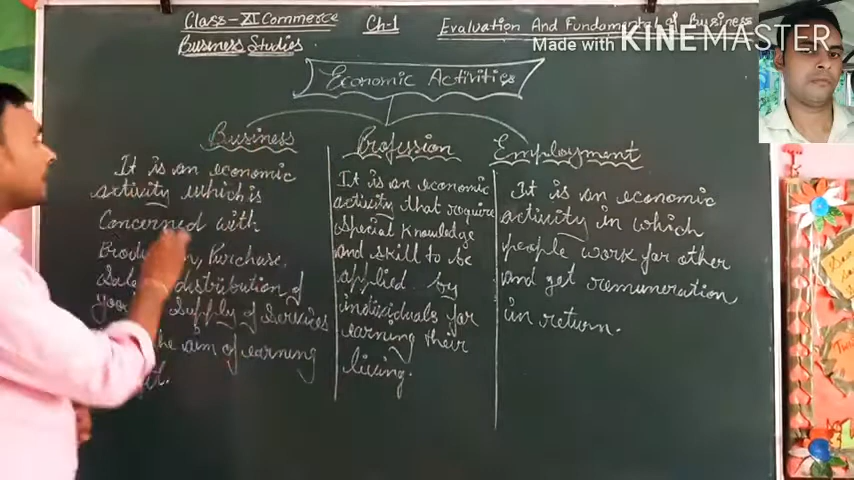 Class-XI Commerce Ch-1 Evaluation And Fundamental of Business
Business Studies
Made with KINEMASTER
Economic Activities
Business
It is an economic
activity which is
Concerned with
Purchase,
distribution of
Supply of Services
the aim of earning
Profession
It is an economic
activity that require
Special knowledge
and skill to be
applied by
individuals for
earning their
living.
Employment
It is an economic
activity in which
people work for other
and get remuneration
in return.